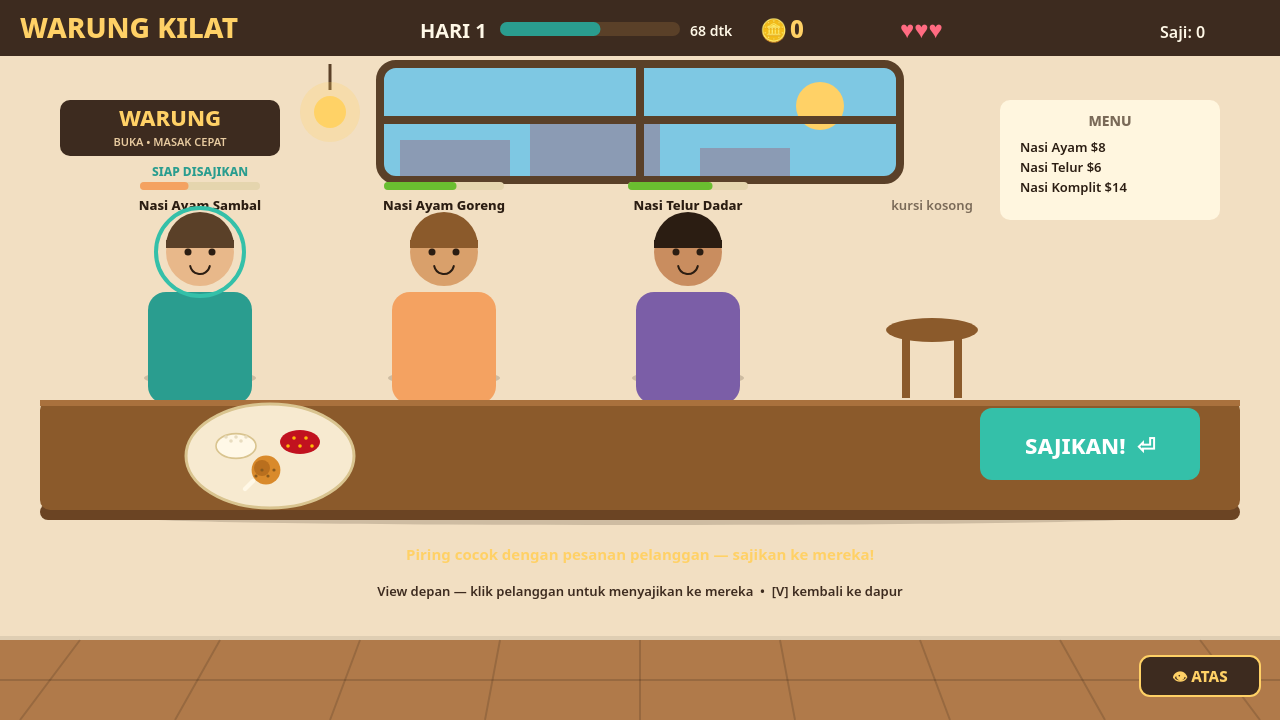 WARUNG KILAT
HARI 1
68 dtk
0
♥♥♥
Saji: 0
WARUNG
BUKA • MASAK CEPAT
MENU
Nasi Ayam $8
Nasi Telur $6
Nasi Komplit $14
SIAP DISAJIKAN
Nasi Ayam Sambal
Nasi Ayam Goreng
Nasi Telur Dadar
kursi kosong
SAJIKAN! ⏎
Piring cocok dengan pesanan pelanggan — sajikan ke mereka!
View depan — klik pelanggan untuk menyajikan ke mereka • [V] kembali ke dapur
ATAS